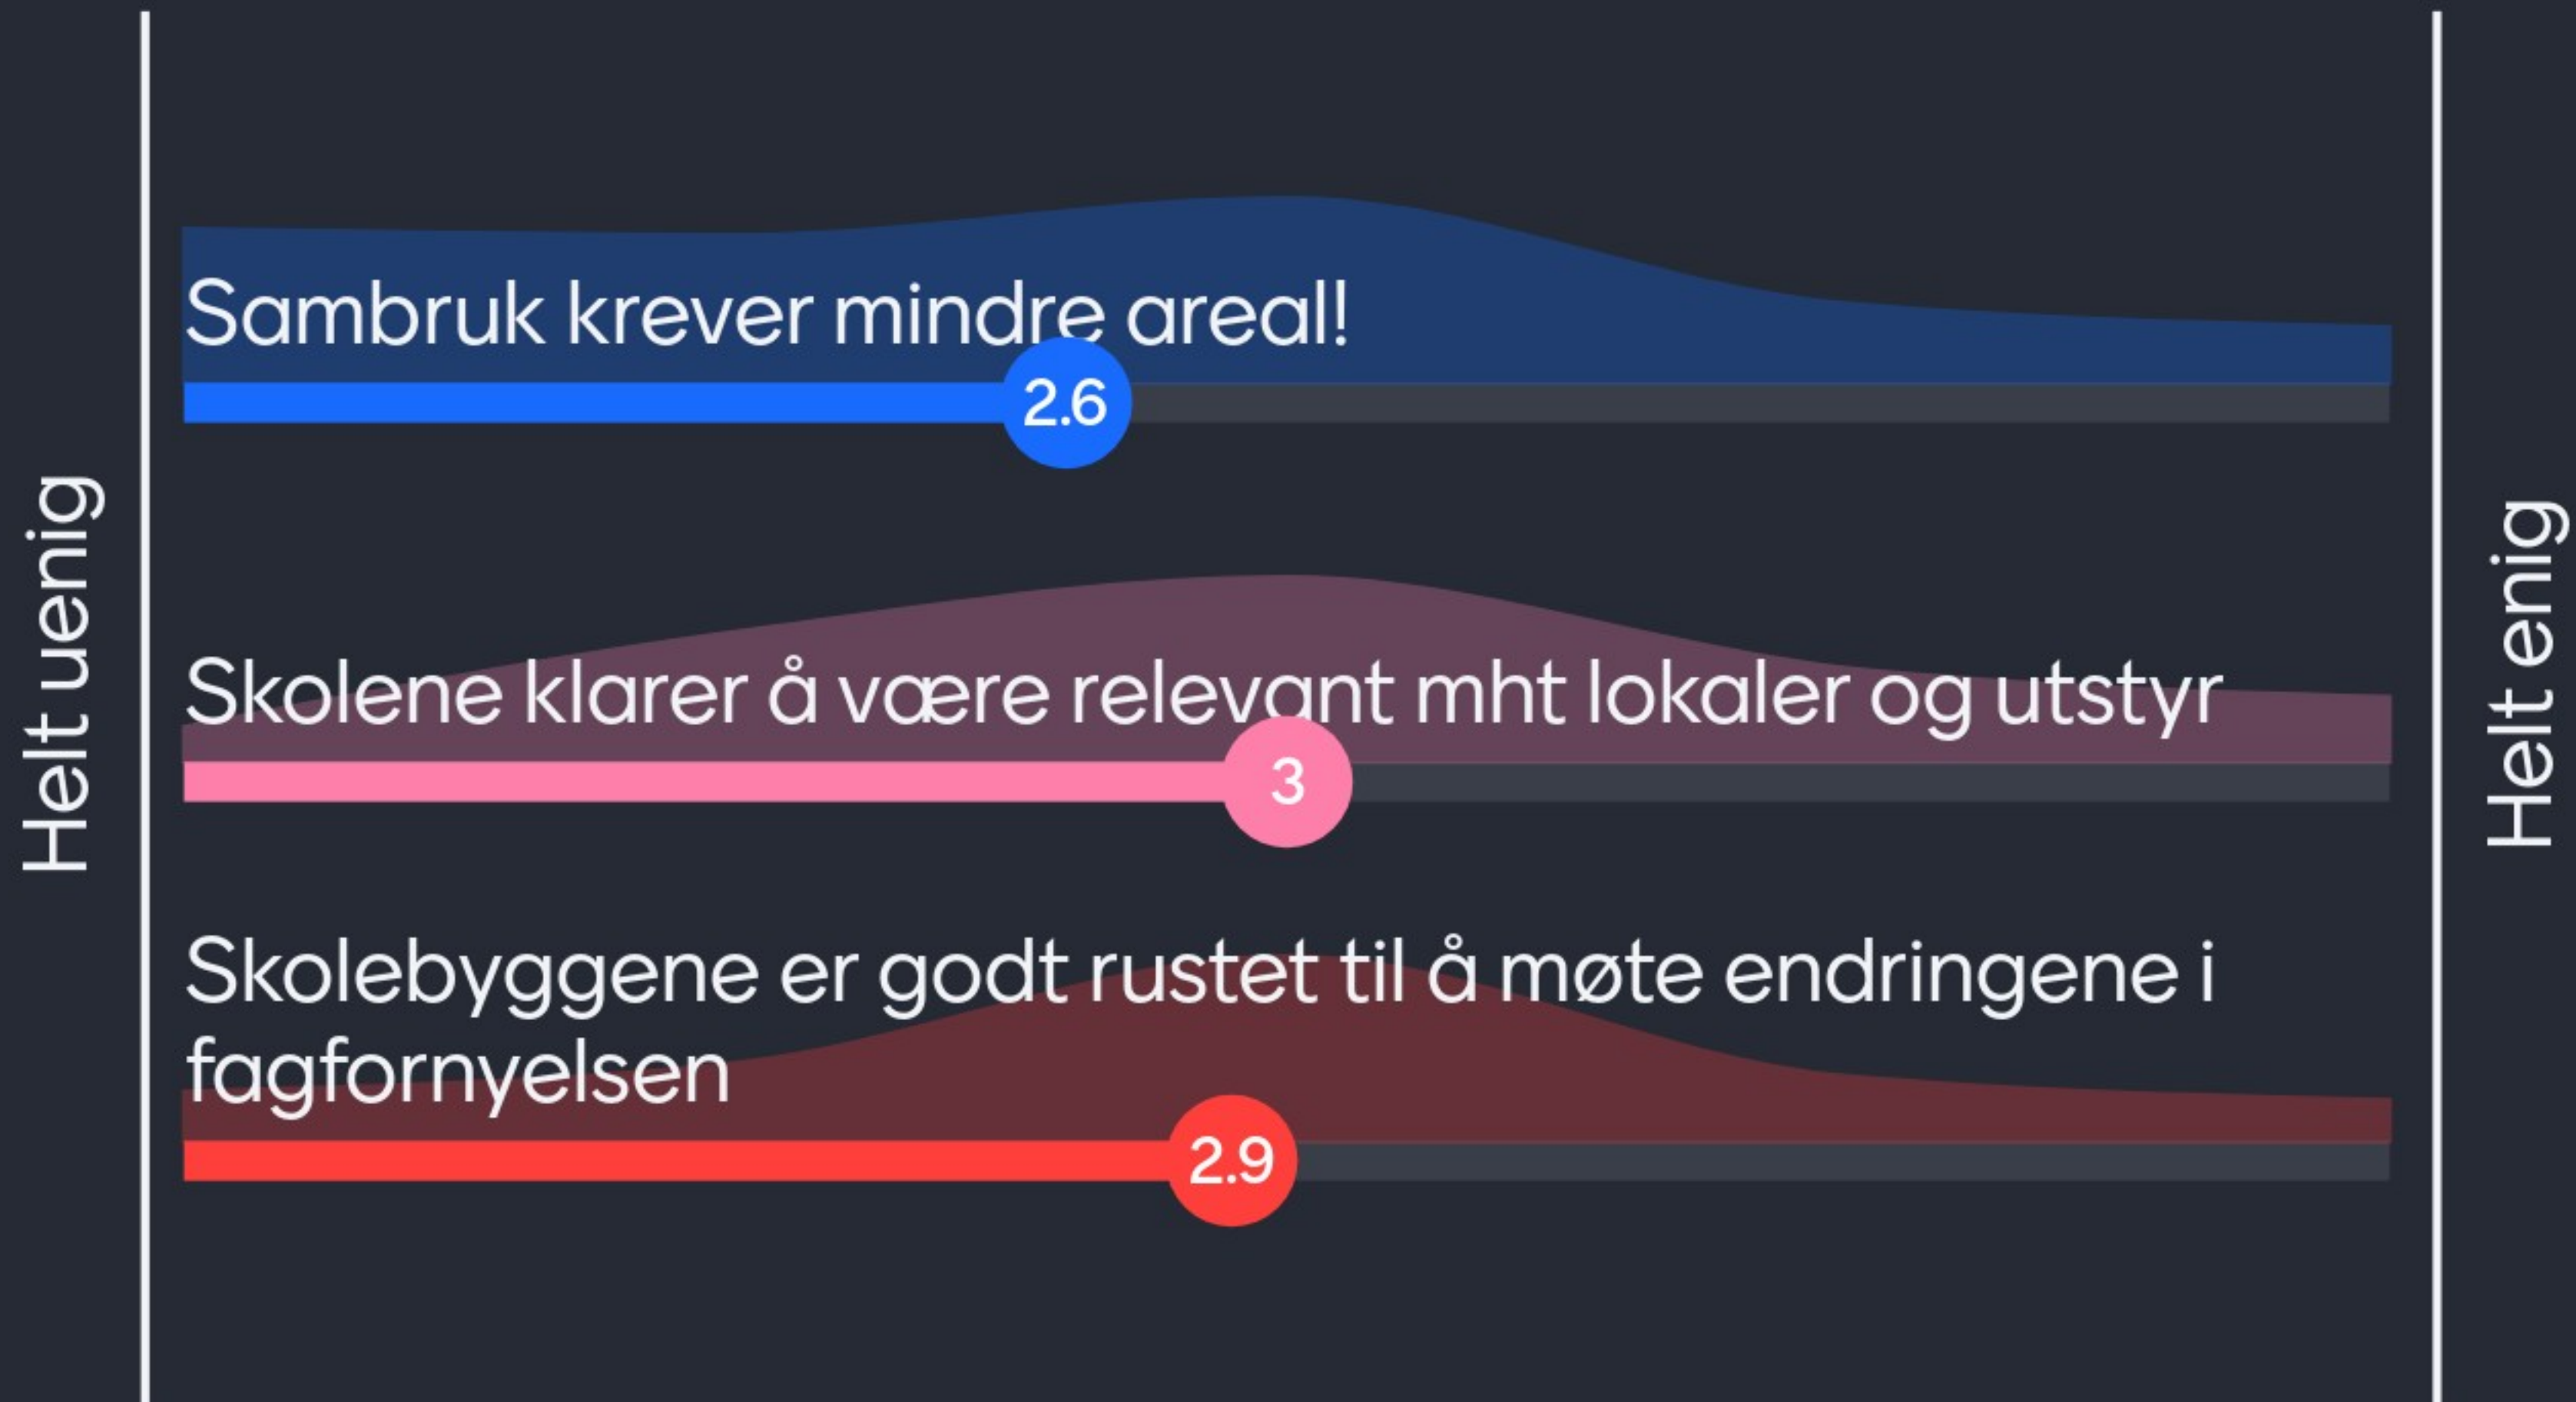 Sambruk krever mindre areal!
2.6
Helt uenig
Helt enig
Skolene klarer å være relevant mht lokaler og utstyr
3
Skolebyggene er godt rustet til å møte endringene i
fagfornyelsen
2.9